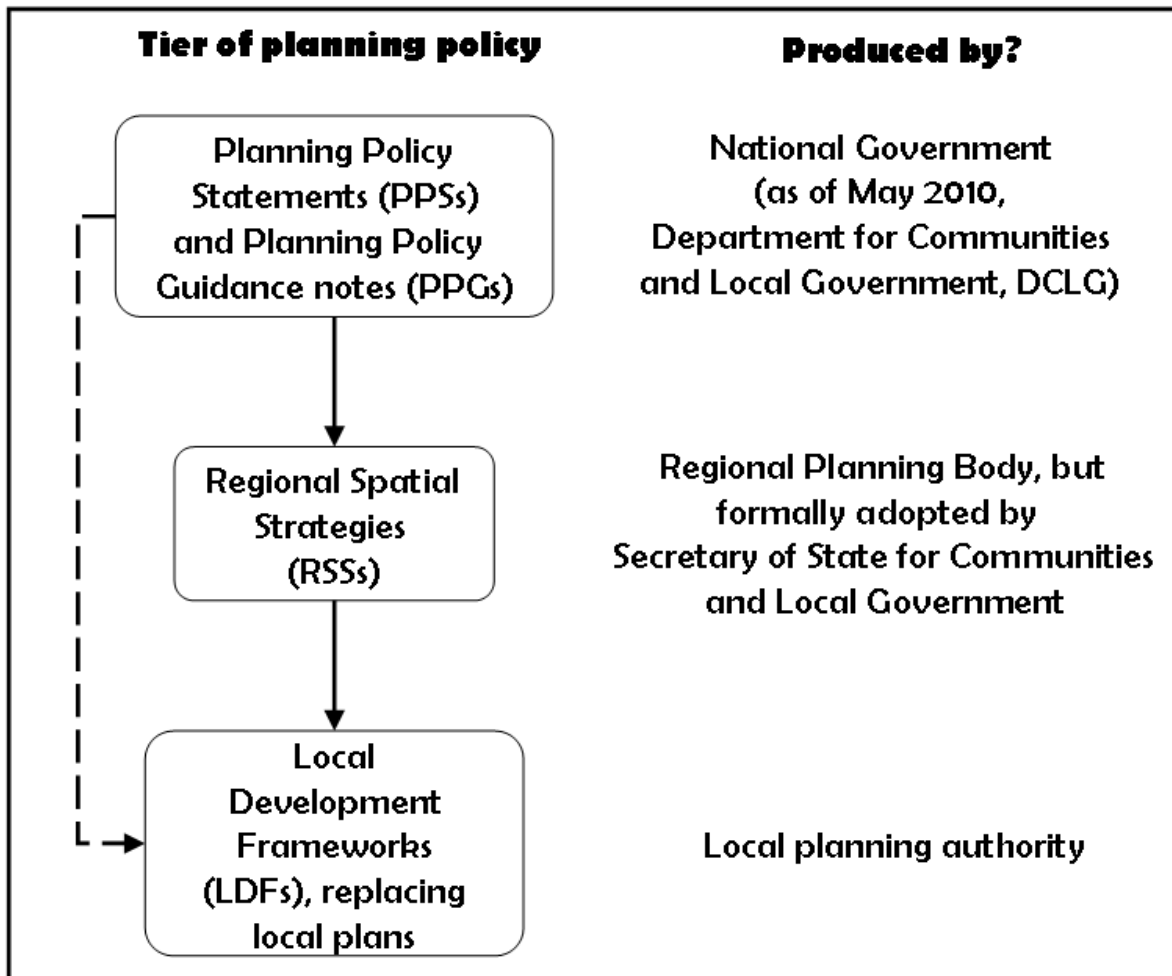 Tier of planning policy
Produced by?
Planning Policy
Statements (PPSs)
and Planning Policy
Guidance notes (PPGs)
National Government
(as of May 2010,
Department for Communities
and Local Government, DCLG)
Regional Spatial
Strategies
(RSSs)
Regional Planning Body, but
formally adopted by
Secretary of State for Communities
and Local Government
Local
Development
Frameworks
(LDFs), replacing
local plans
Local planning authority